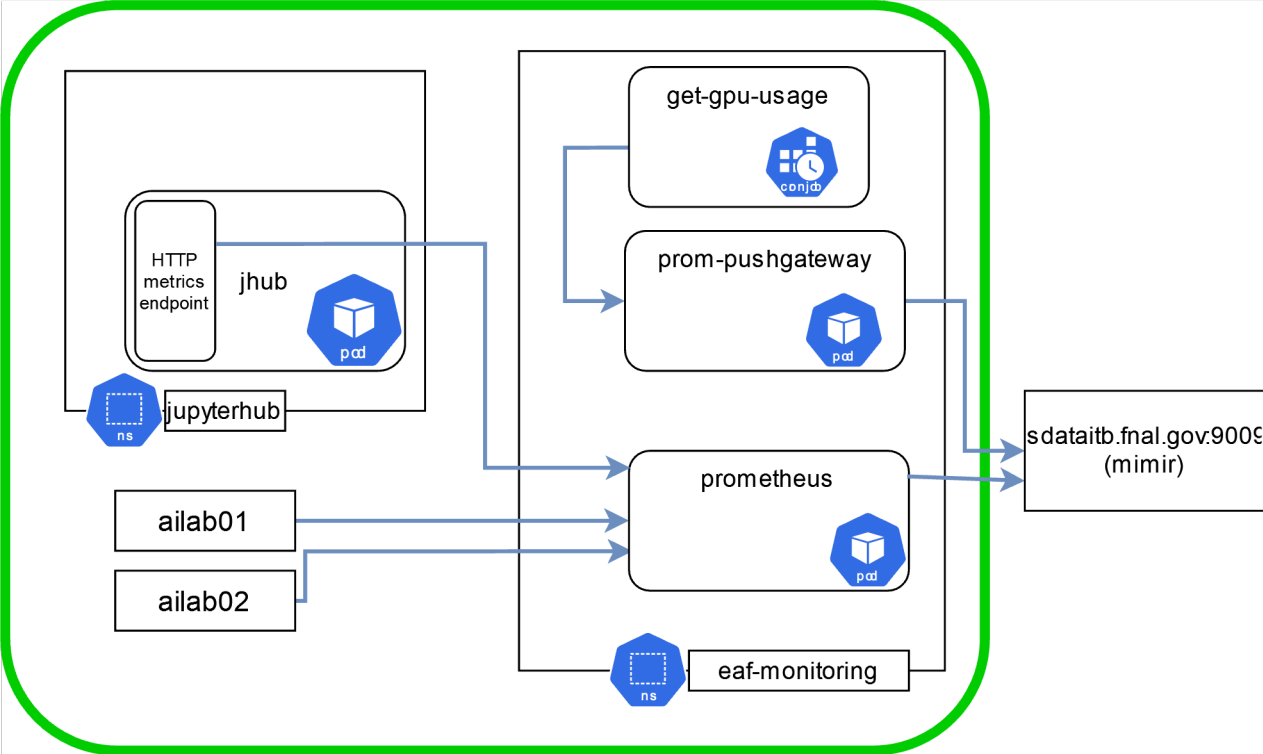 get-gpu-usage
cronjob
prom-pushgateway
pod
HTTP
metrics
endpoint
jhub
pod
ns
jupyterhub
sdataitb.fnal.gov:9009
(mimir)
prometheus
pod
ailab01
ailab02
ns
eaf-monitoring